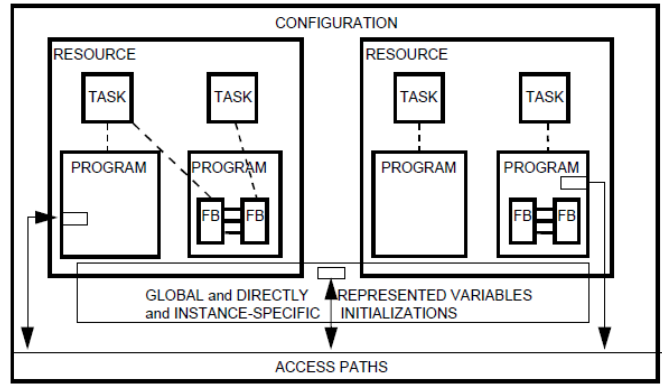 CONFIGURATION
RESOURCE
RESOURCE
TASK
TASK
TASK
TASK
PROGRAM
PROGRAM
PROGRAM
PROGRAM
FB
FB
FB
FB
GLOBAL and DIRECTLY REPRESENTED VARIABLES
and INSTANCE-SPECIFIC INITIALIZATIONS
ACCESS PATHS